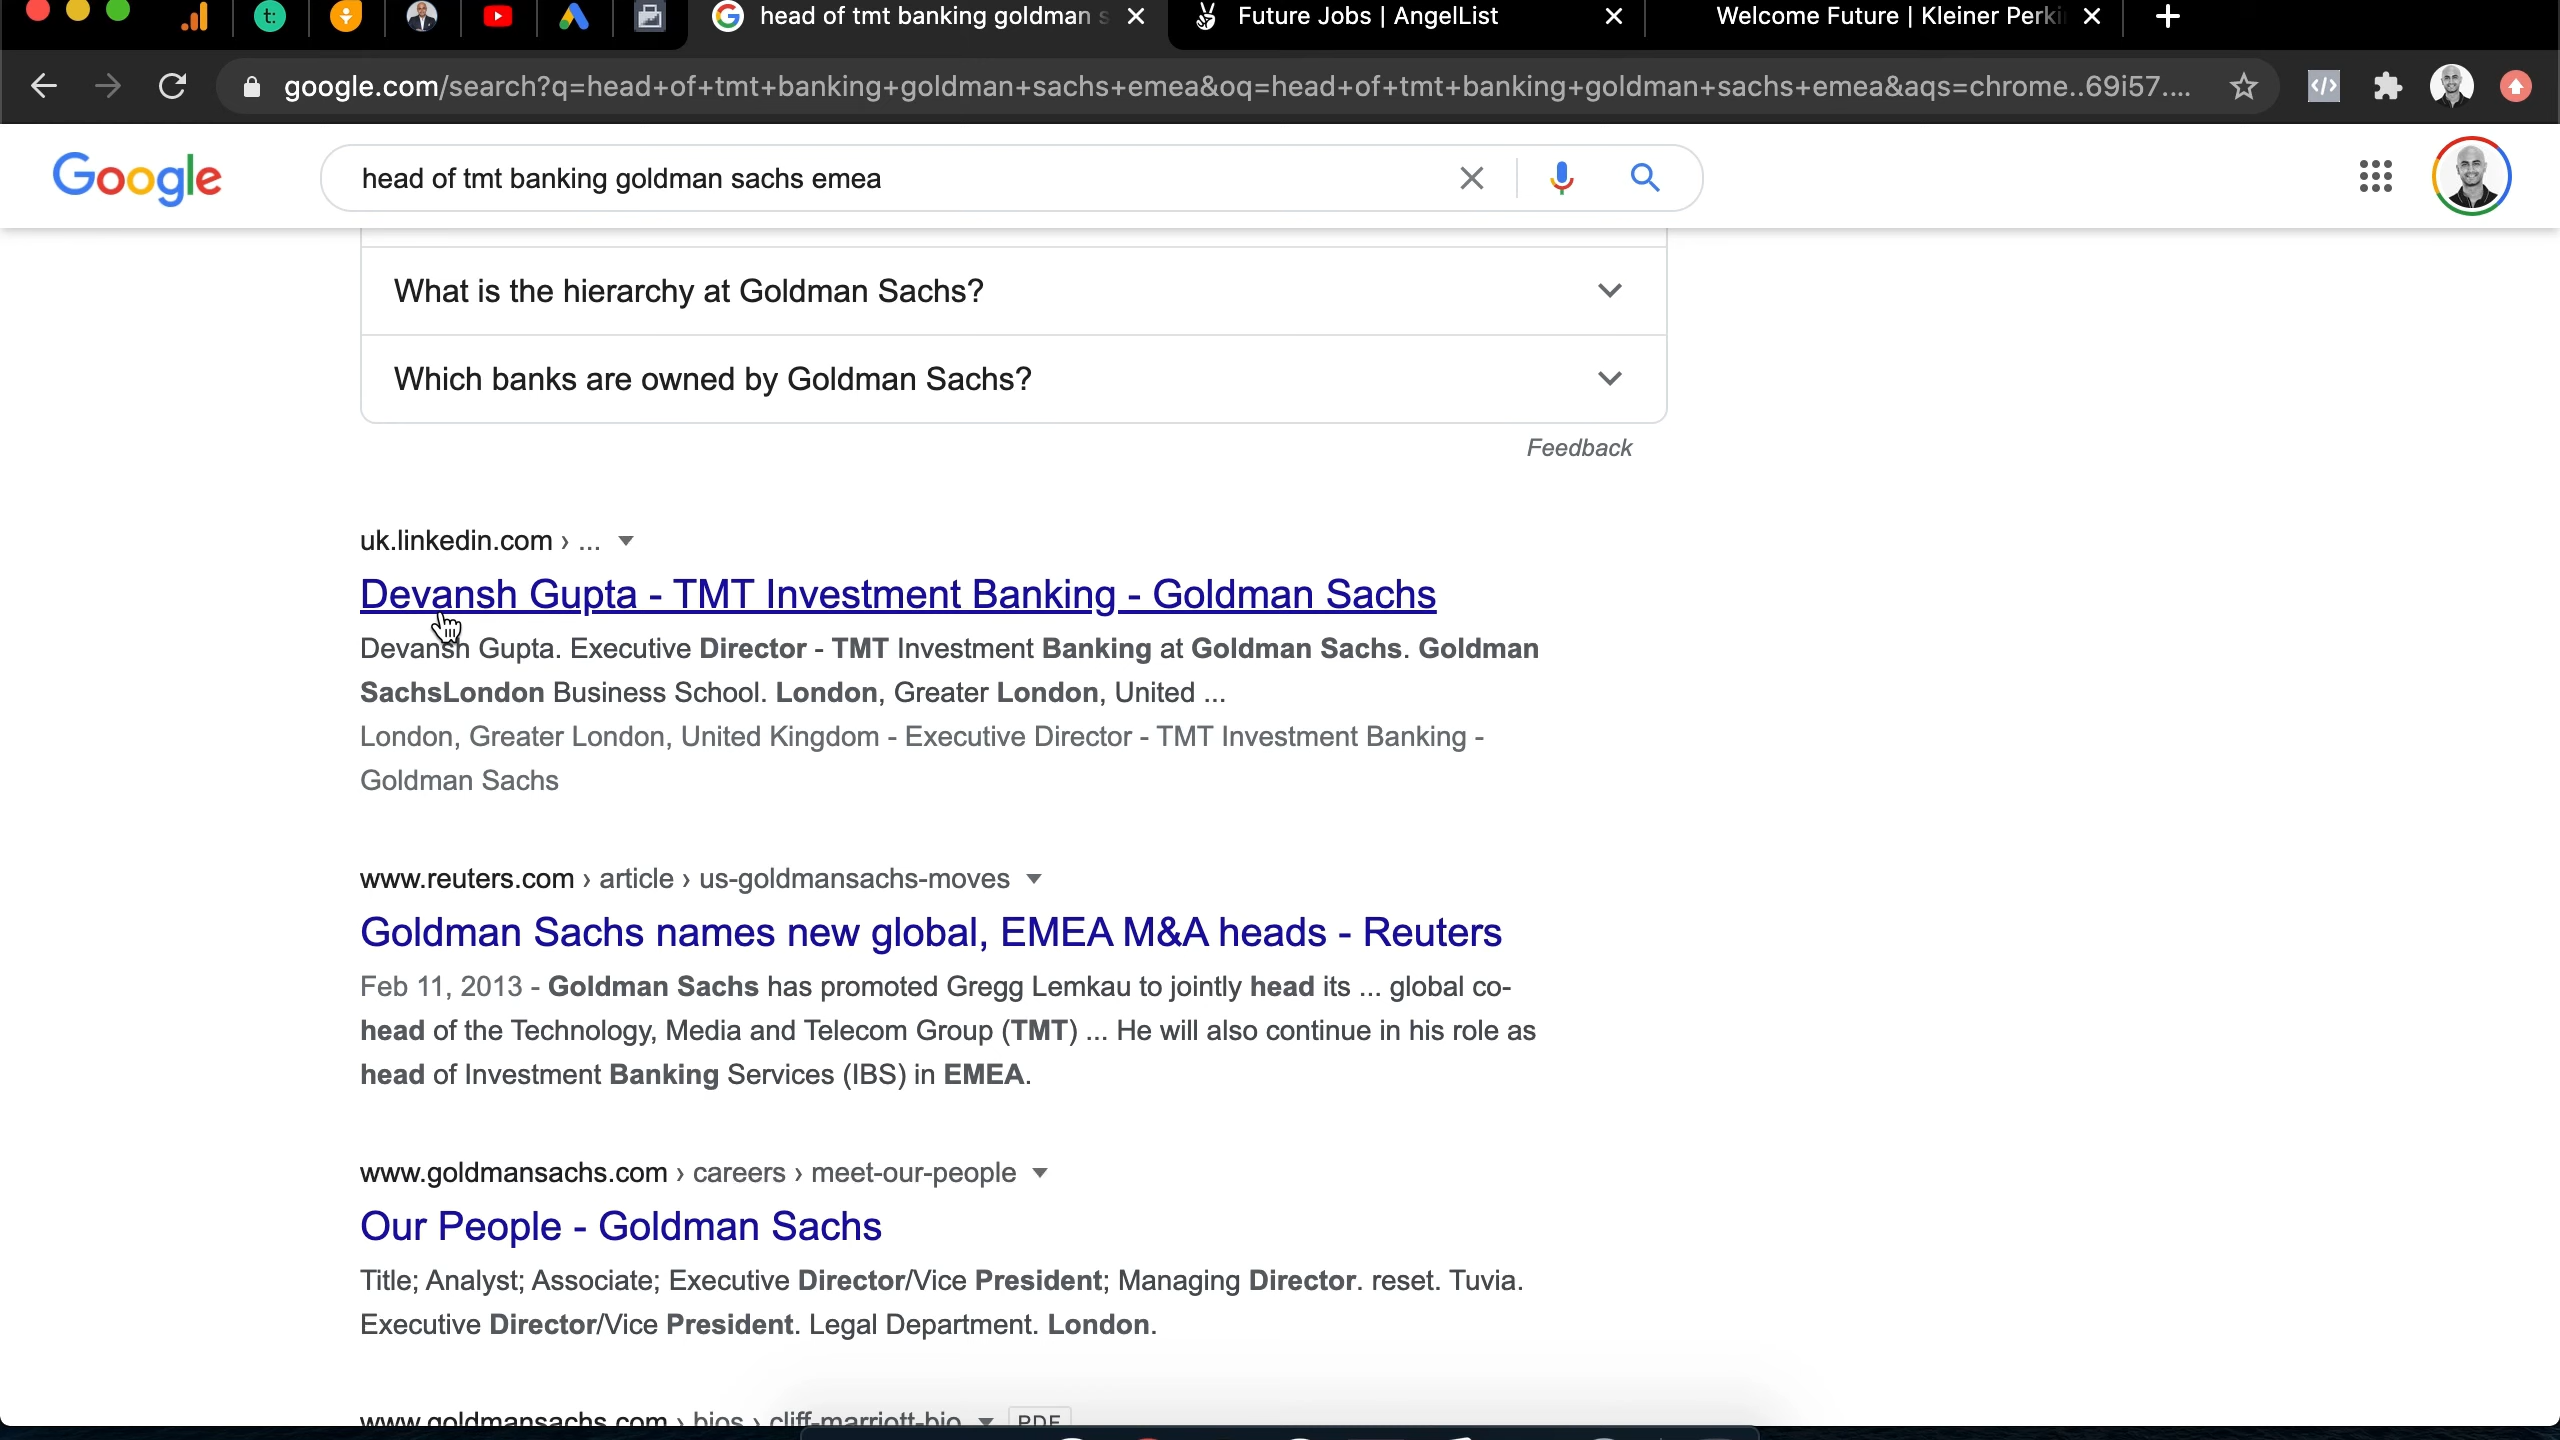 t:
head of tmt banking goldman s
Future Jobs | AngelList
Welcome Future | Kleiner Perki
google.com/search?q=head+of+tmt+banking+goldman+sachs+emea&oq=head+of+tmt+banking+goldman+sachs+emea&aqs=chrome..69i57....
Google
head of tmt banking goldman sachs emea
What is the hierarchy at Goldman Sachs?
Which banks are owned by Goldman Sachs?
Feedback
uk.linkedin.com › ...
Devansh Gupta - TMT Investment Banking - Goldman Sachs
Devansh Gupta. Executive Director - TMT Investment Banking at Goldman Sachs. Goldman
SachsLondon Business School. London, Greater London, United ...
London, Greater London, United Kingdom - Executive Director - TMT Investment Banking -
Goldman Sachs
www.reuters.com › article › us-goldmansachs-moves
Goldman Sachs names new global, EMEA M&A heads - Reuters
Feb 11, 2013 - Goldman Sachs has promoted Gregg Lemkau to jointly head its ... global co-
head of the Technology, Media and Telecom Group (TMT) ... He will also continue in his role as
head of Investment Banking Services (IBS) in EMEA.
www.goldmansachs.com › careers › meet-our-people
Our People - Goldman Sachs
Title; Analyst; Associate; Executive Director/Vice President; Managing Director. reset. Tuvia.
Executive Director/Vice President. Legal Department. London.
www.goldmansachs.com › bios › cliff-marriott-bio PDF